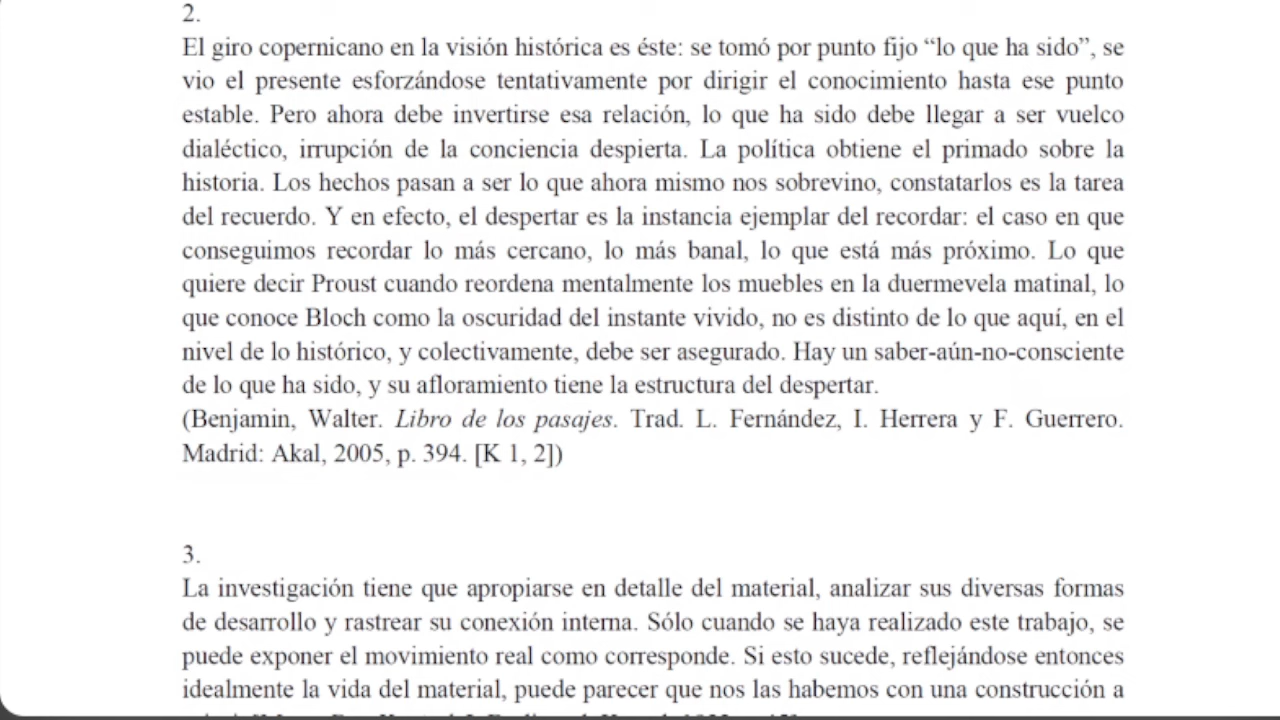 2.
El giro copernicano en la visión histórica es éste: se tomó por punto fijo “lo que ha sido”, se
vio el presente esforzándose tentativamente por dirigir el conocimiento hasta ese punto
estable. Pero ahora debe invertirse esa relación, lo que ha sido debe llegar a ser vuelco
dialéctico, irrupción de la conciencia despierta. La política obtiene el primado sobre la
historia. Los hechos pasan a ser lo que ahora mismo nos sobrevino, constatarlos es la tarea
del recuerdo. Y en efecto, el despertar es la instancia ejemplar del recordar: el caso en que
conseguimos recordar lo más cercano, lo más banal, lo que está más próximo. Lo que
quiere decir Proust cuando reordena mentalmente los muebles en la duermevela matinal, lo
que conoce Bloch como la oscuridad del instante vivido, no es distinto de lo que aquí, en el
nivel de lo histórico, y colectivamente, debe ser asegurado. Hay un saber-aún-no-consciente
de lo que ha sido, y su afloramiento tiene la estructura del despertar.
(Benjamin, Walter. Libro de los pasajes. Trad. L. Fernández, I. Herrera y F. Guerrero.
Madrid: Akal, 2005, p. 394. [K 1, 2])
3.
La investigación tiene que apropiarse en detalle del material, analizar sus diversas formas
de desarrollo y rastrear su conexión interna. Sólo cuando se haya realizado este trabajo, se
puede exponer el movimiento real como corresponde. Si esto sucede, reflejándose entonces
idealmente la vida del material, puede parecer que nos las habemos con una construcción a